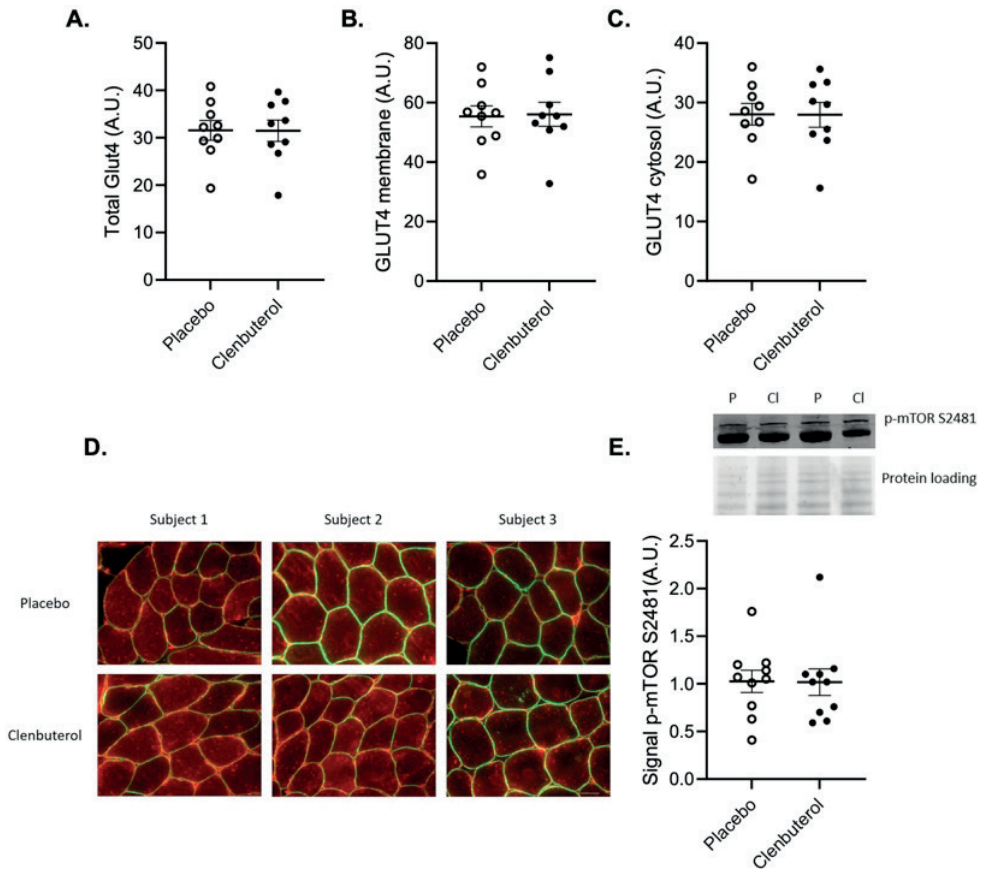 A.
Total Glut4 (A.U.)
50
40
30
20
10
0
Placebo
Clenbuterol
B.
GLUT4 membrane (A.U.)
80
60
40
20
0
Placebo
Clenbuterol
C.
GLUT4 cytosol (A.U.)
40
30
20
10
0
Placebo
Clenbuterol
D.
Subject 1
Subject 2
Subject 3
Placebo
Clenbuterol
E.
P Cl P Cl
p-mTOR S2481
Protein loading
Signal p-mTOR S2481(A.U.)
2.5
2.0
1.5
1.0
0.5
0.0
Placebo
Clenbuterol